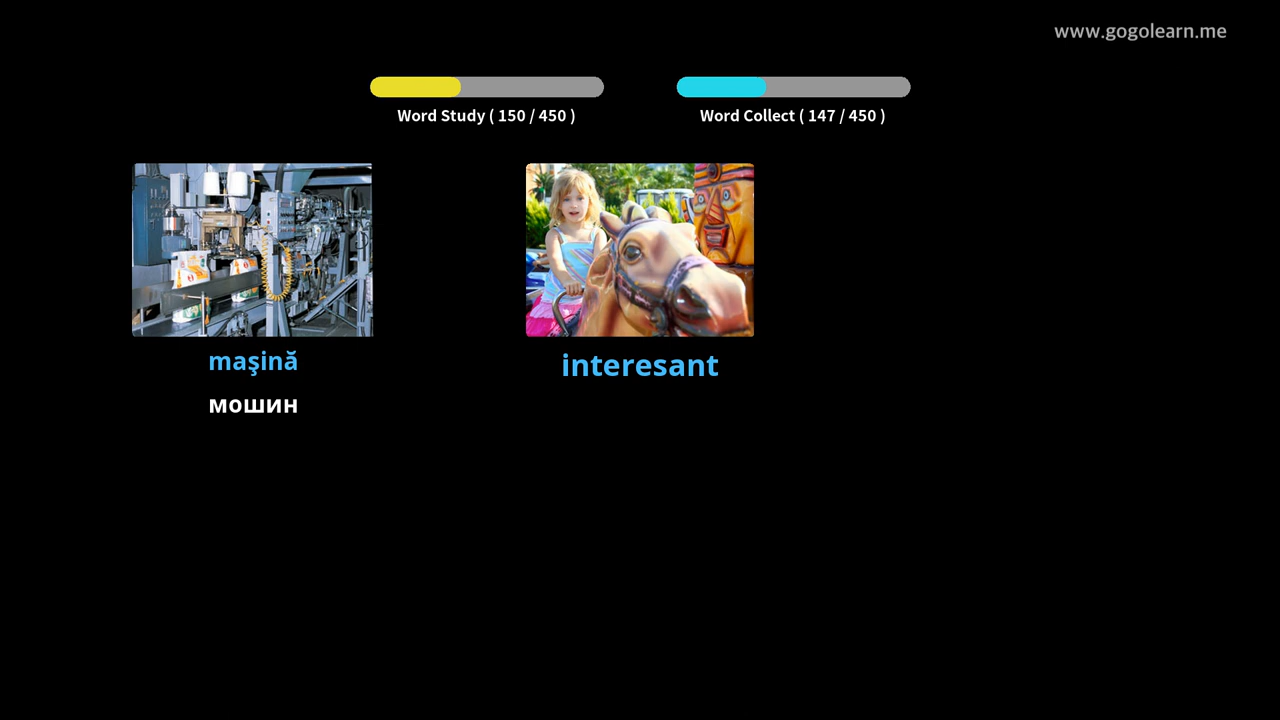 www.gogolearn.me
Word Study ( 150 / 450 )
Word Collect ( 147 / 450 )
maşină
мошин
interesant